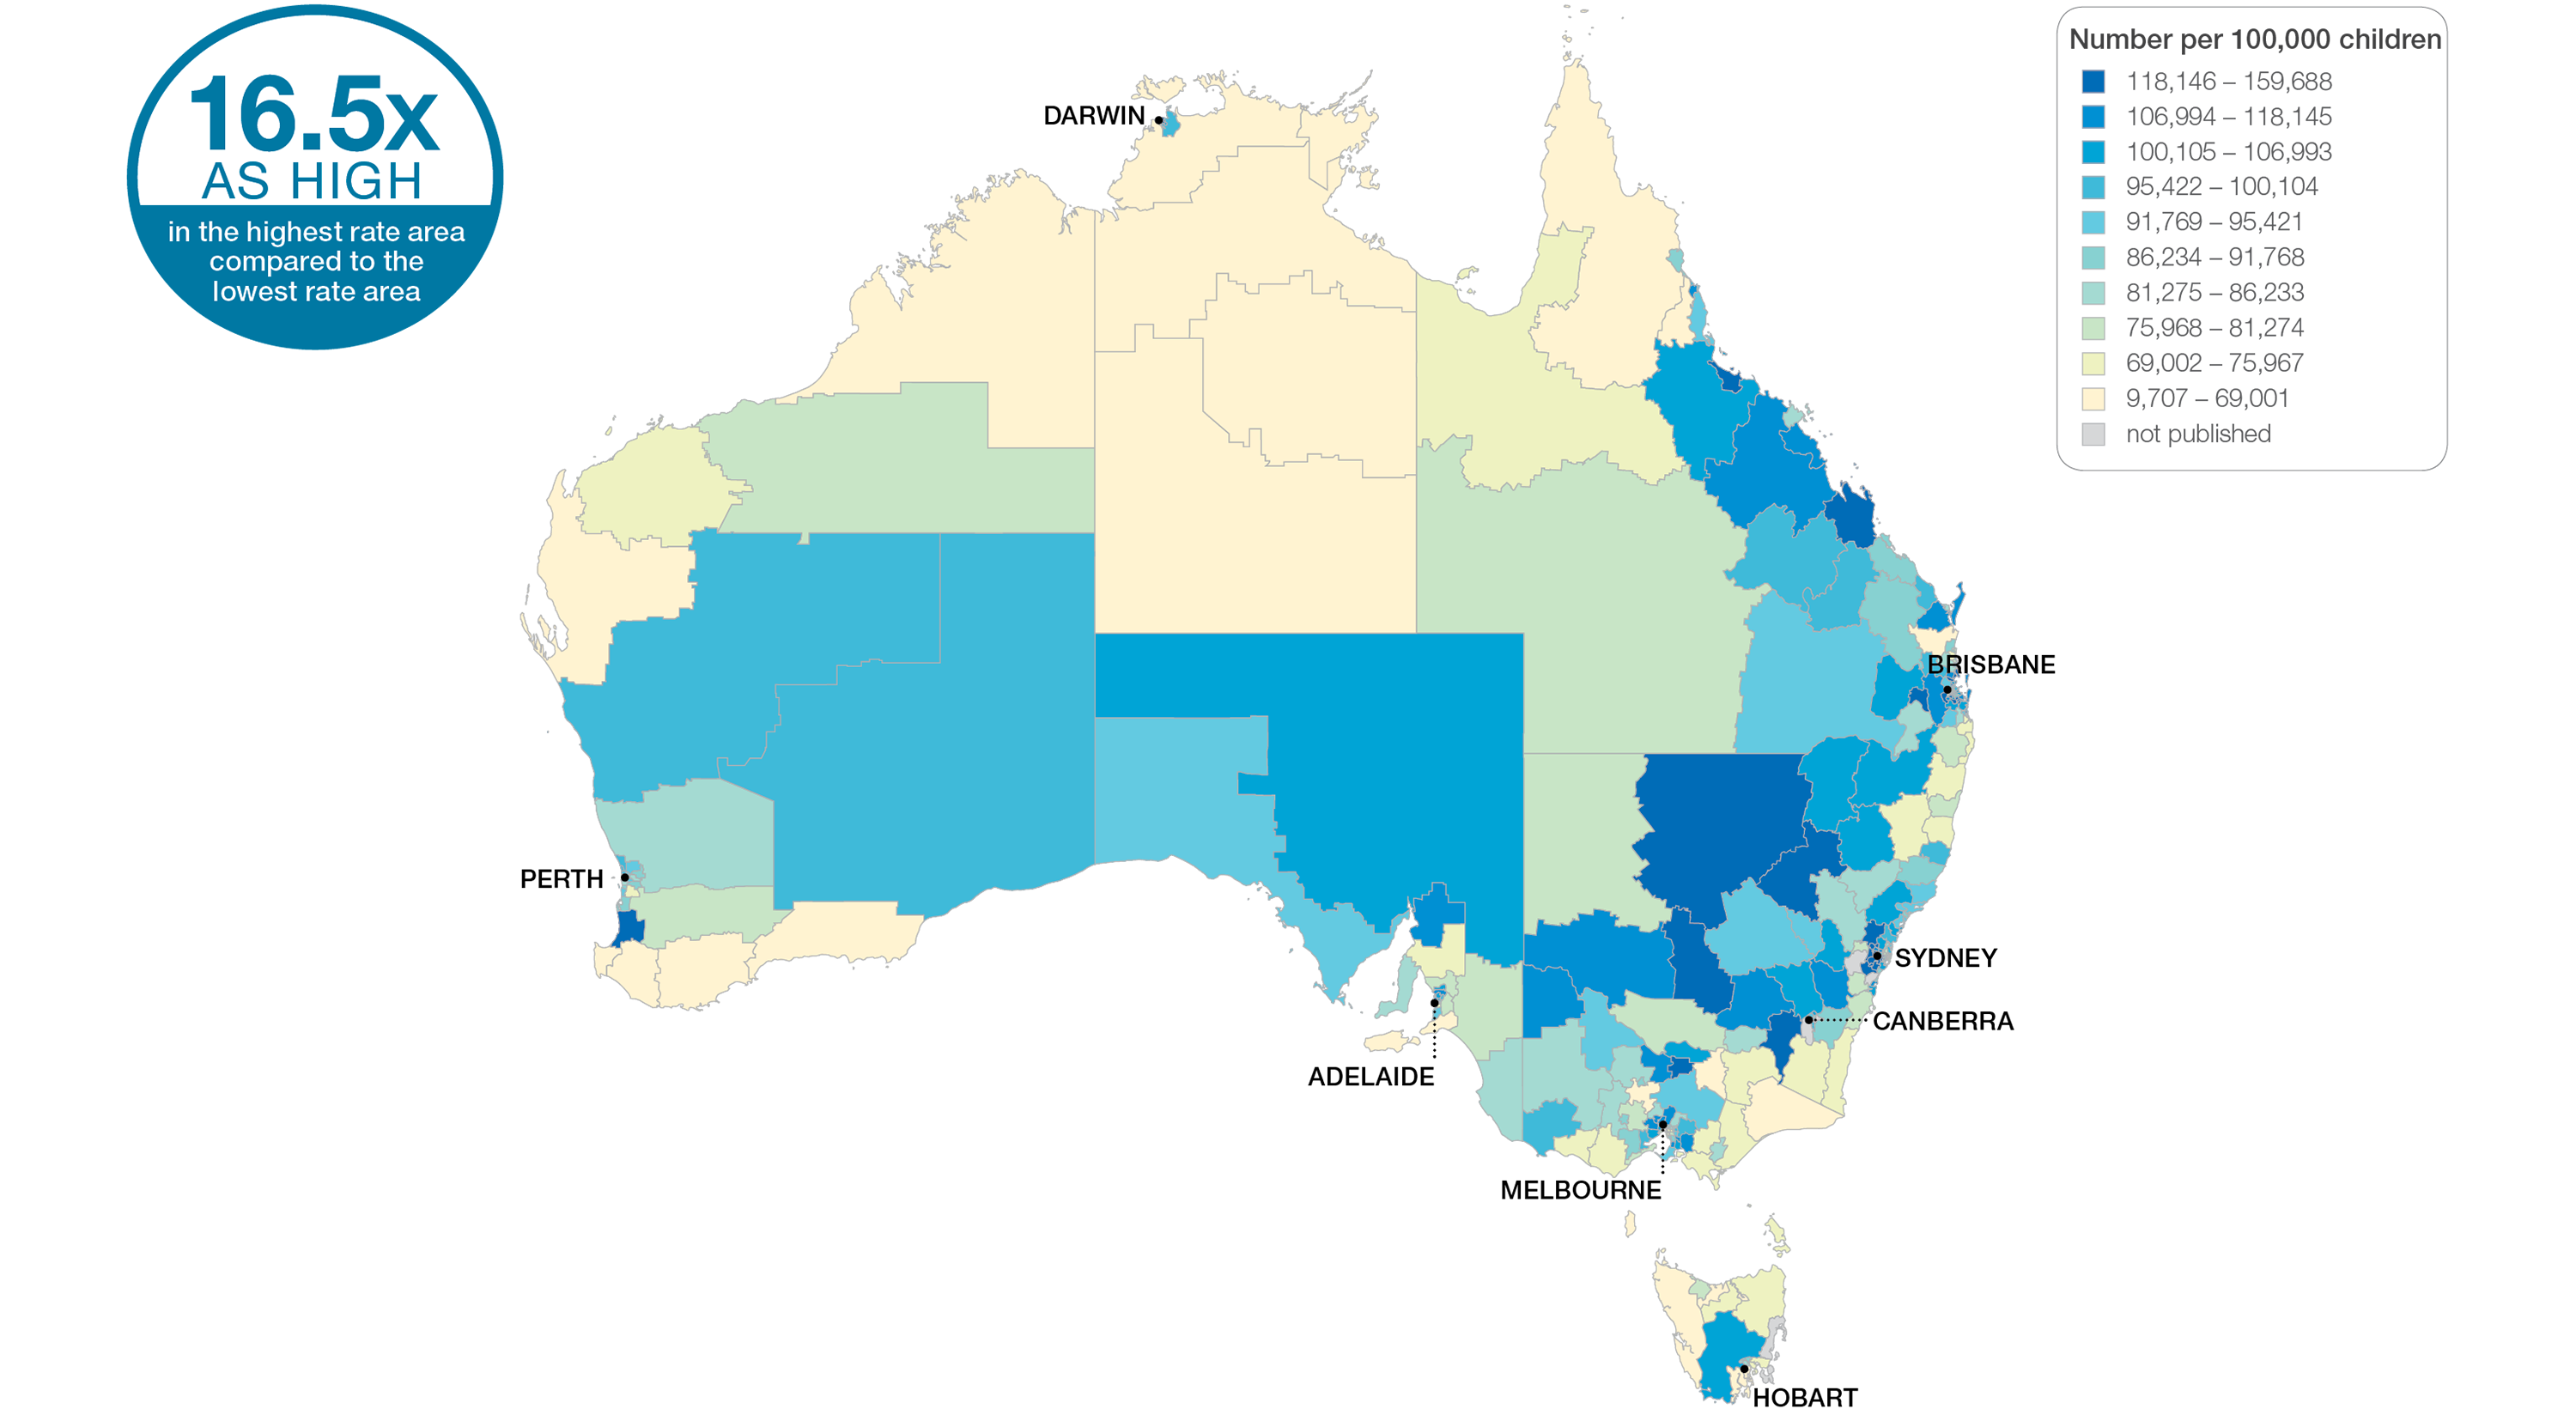 16.5x
AS HIGH
in the highest rate area
compared to the
lowest rate area
Number per 100,000 children
118,146 – 159,688
106,994 – 118,145
100,105 – 106,993
95,422 – 100,104
91,769 – 95,421
86,234 – 91,768
81,275 – 86,233
75,968 – 81,274
69,002 – 75,967
9,707 – 69,001
not published
DARWIN
BRISBANE
PERTH
SYDNEY
CANBERRA
ADELAIDE
MELBOURNE
HOBART